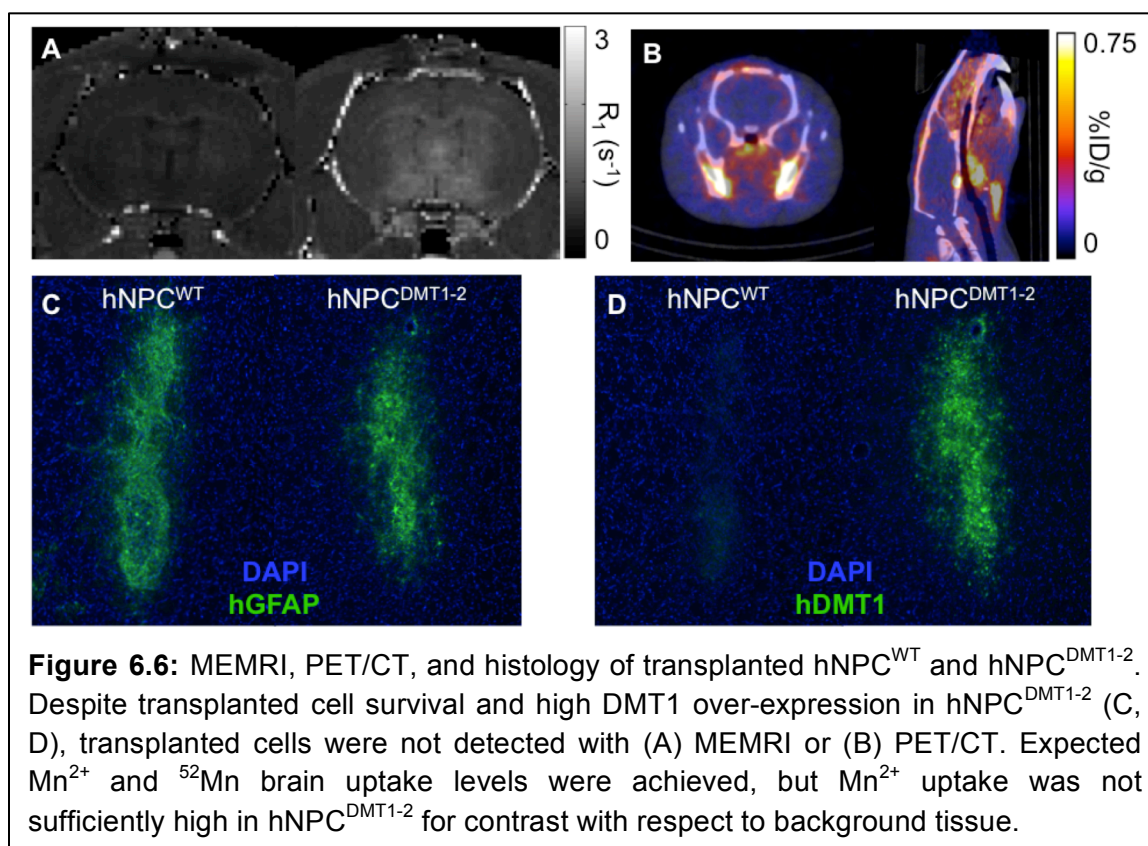 A
3
R₁ (s⁻¹)
0
B
0.75
%ID/g
0
C
hNPCᵂᵀ
hNPCᴰᴹᵀ¹⁻²
DAPI
hGFAP
D
hNPCᵂᵀ
hNPCᴰᴹᵀ¹⁻²
DAPI
hDMT1
Figure 6.6: MEMRI, PET/CT, and histology of transplanted hNPCᵂᵀ and hNPCᴰᴹᵀ¹⁻².
Despite transplanted cell survival and high DMT1 over-expression in hNPCᴰᴹᵀ¹⁻² (C,
D), transplanted cells were not detected with (A) MEMRI or (B) PET/CT. Expected
Mn²⁺ and ⁵²Mn brain uptake levels were achieved, but Mn²⁺ uptake was not
sufficiently high in hNPCᴰᴹᵀ¹⁻² for contrast with respect to background tissue.